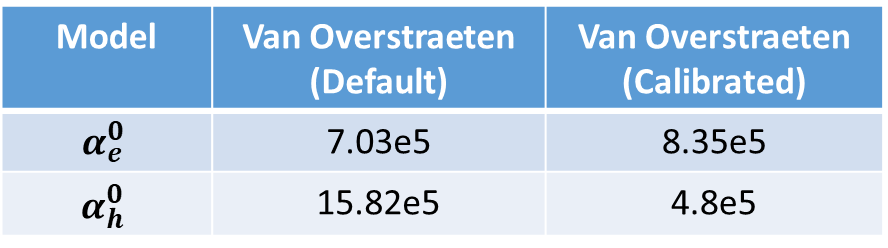 Model Van Overstraeten (Default) Van Overstraeten (Calibrated)
α_e^0 7.03e5 8.35e5
α_h^0 15.82e5 4.8e5